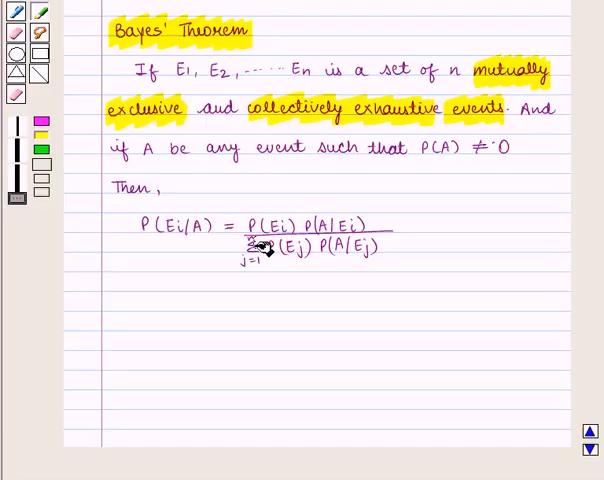 Bayes' Theorem
If E1, E2, ...... En is a set of n mutually
exclusive and collectively exhaustive events. And
if A be any event such that P(A) ≠ 0
Then,
P(Ei/A) = P(Ei) P(A/Ei)
n
Σ P(Ej) P(A/Ej)
j=1